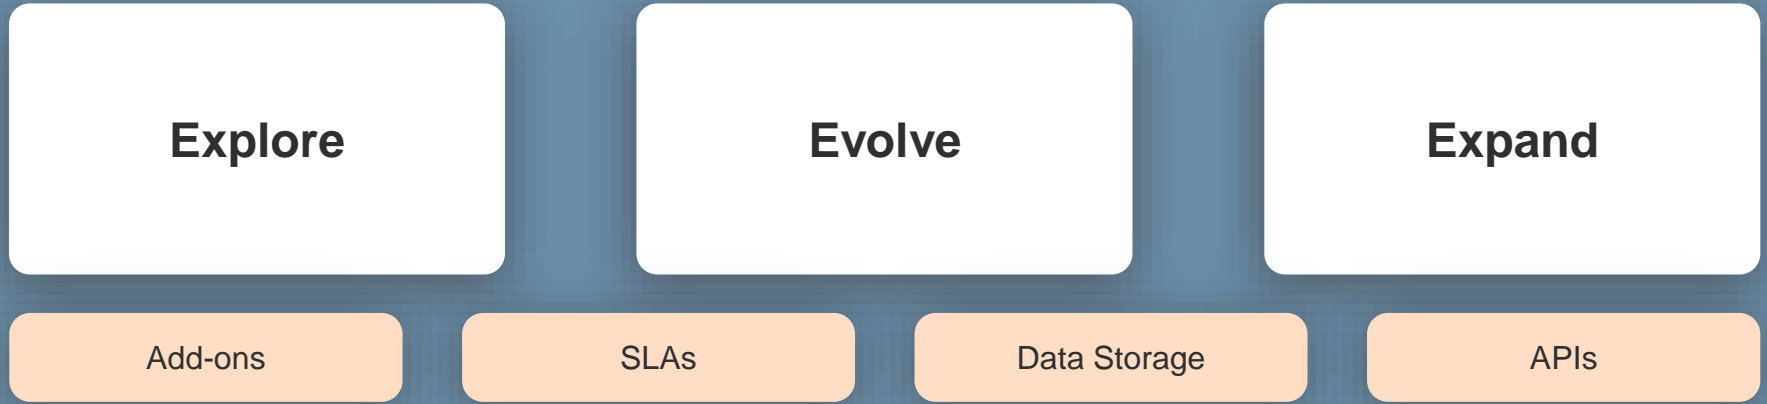 Explore
Evolve
Expand
Add-ons
SLAs
Data Storage
APIs